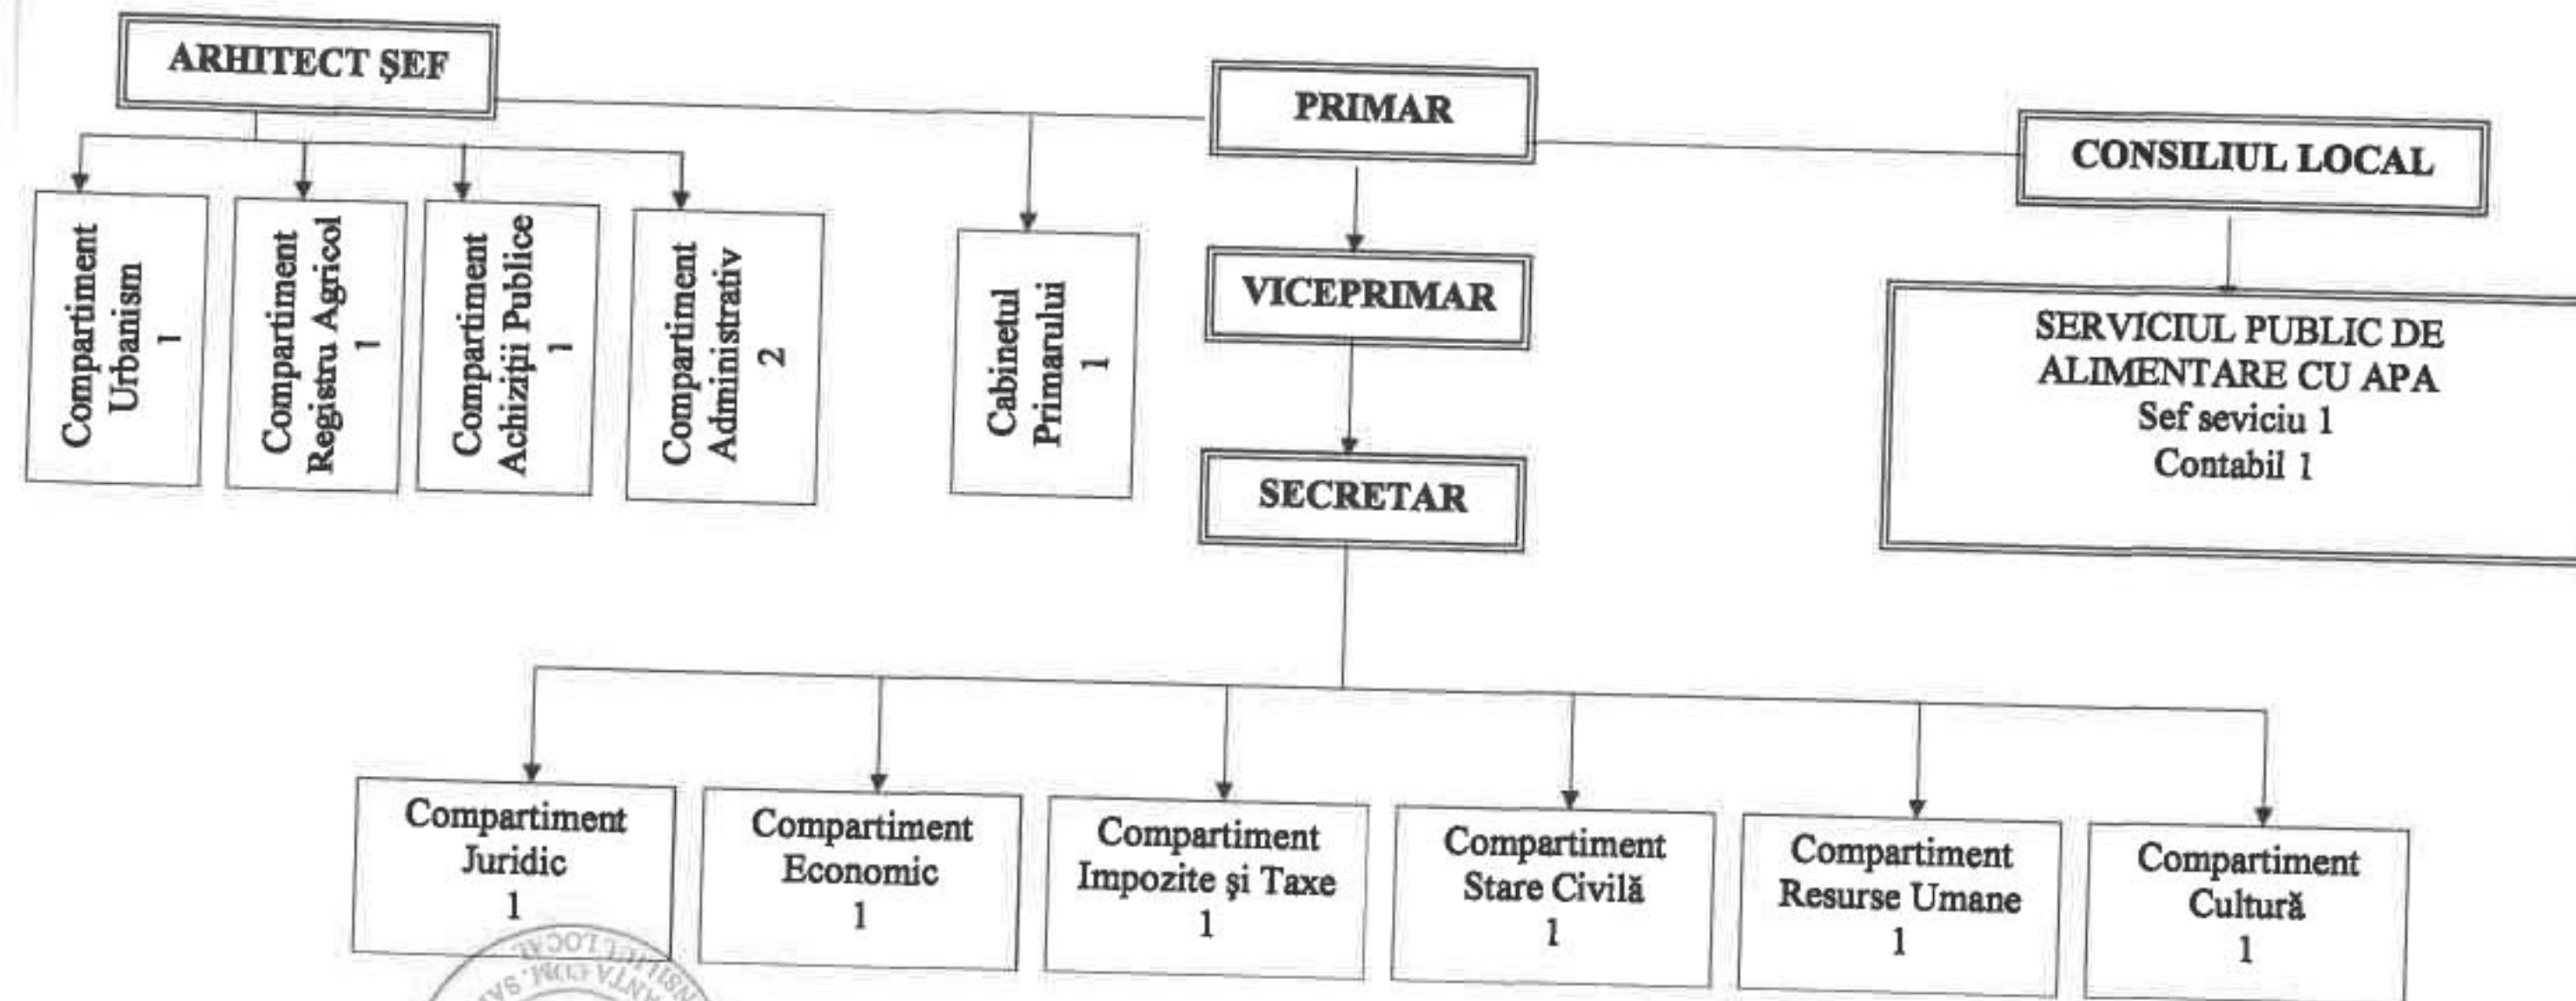 ARHITECT ŞEF
PRIMAR
CONSILIUL LOCAL
Compartiment
Urbanism
1
Compartiment
Registru Agricol
1
Compartiment
Achiziţii Publice
1
Compartiment
Administrativ
2
Cabinetul
Primarului
1
VICEPRIMAR
SECRETAR
SERVICIUL PUBLIC DE
ALIMENTARE CU APA
Sef seviciu 1
Contabil 1
Compartiment
Juridic
1
Compartiment
Economic
1
Compartiment
Impozite şi Taxe
1
Compartiment
Stare Civilă
1
Compartiment
Resurse Umane
1
Compartiment
Cultură
1
LOCAL
COM.